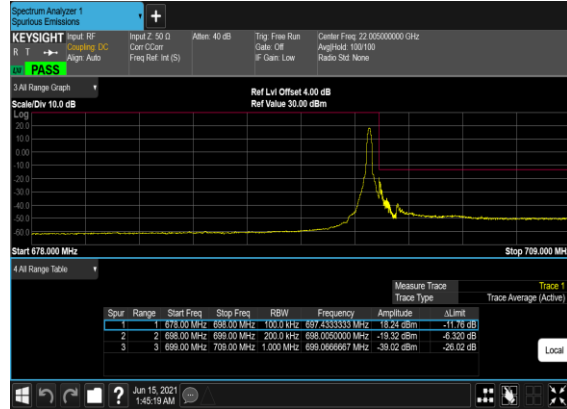 Spectrum Analyzer 1
Spurious Emissions
KEYSIGHT
R T
PASS
Input: RF
Coupling: DC
Align: Auto
Input Z: 50 Ω
Corr CCorr
Freq Ref: Int (S)
Atten: 40 dB
Trig: Free Run
Gate: Off
IF Gain: Low
Center Freq: 22.005000000 GHz
Avg|Hold: 100/100
Radio Std: None
3 All Range Graph
Scale/Div 10.0 dB
Ref Lvl Offset 4.00 dB
Ref Value 30.00 dBm
Log
20.0
10.0
0.00
-10.0
-20.0
-30.0
-40.0
-50.0
-60.0
Start 678.000 MHz
Stop 709.000 MH
4 All Range Table
Measure Trace Trace 1
Trace Type Trace Average (Active)
Spur Range Start Freq Stop Freq RBW Frequency Amplitude ΔLimit
1 1 678.00 MHz 698.00 MHz 100.0 kHz 697.4333333 MHz 18.24 dBm -11.76 dB
2 2 698.00 MHz 699.00 MHz 200.0 kHz 698.0050000 MHz -19.32 dBm -6.320 dB
3 3 699.00 MHz 709.00 MHz 1.000 MHz 699.0666667 MHz -39.02 dBm -26.02 dB
Local
?
Jun 15, 2021
1:45:19 AM